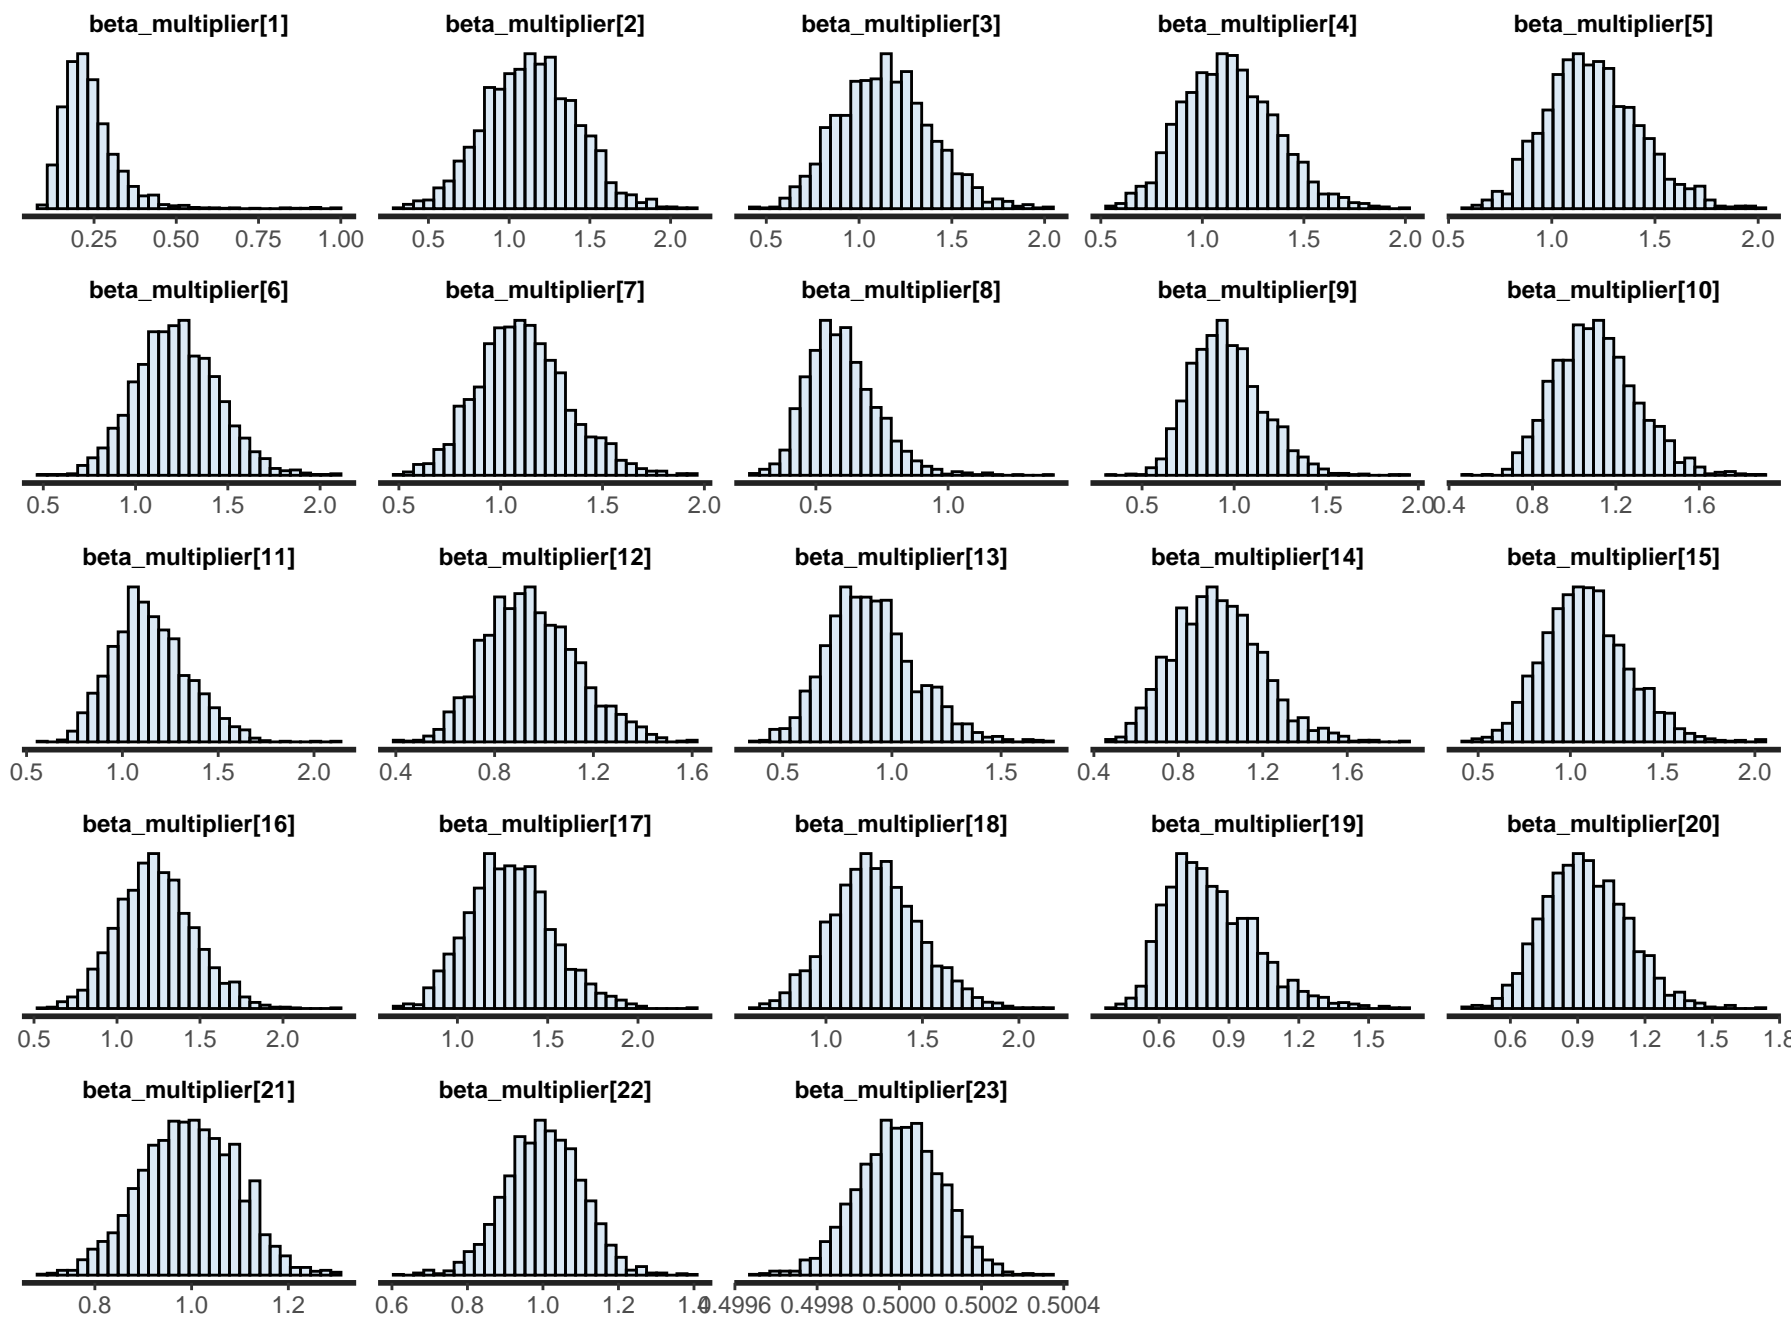 beta_multiplier[1] beta_multiplier[2] beta_multiplier[3] beta_multiplier[4] beta_multiplier[5]
0.25 0.50 0.75 1.00 0.5 1.0 1.5 2.0 0.5 1.0 1.5 2.0 0.5 1.0 1.5 2.0 0.5 1.0 1.5 2.0
beta_multiplier[6] beta_multiplier[7] beta_multiplier[8] beta_multiplier[9] beta_multiplier[10]
0.5 1.0 1.5 2.0 0.5 1.0 1.5 2.0 0.5 1.0 0.5 1.0 1.5 2.0 0.4 0.8 1.2 1.6
beta_multiplier[11] beta_multiplier[12] beta_multiplier[13] beta_multiplier[14] beta_multiplier[15]
0.5 1.0 1.5 2.0 0.4 0.8 1.2 1.6 0.5 1.0 1.5 0.4 0.8 1.2 1.6 0.5 1.0 1.5 2.0
beta_multiplier[16] beta_multiplier[17] beta_multiplier[18] beta_multiplier[19] beta_multiplier[20]
0.5 1.0 1.5 2.0 1.0 1.5 2.0 1.0 1.5 2.0 0.6 0.9 1.2 1.5 0.6 0.9 1.2 1.5 1.8
beta_multiplier[21] beta_multiplier[22] beta_multiplier[23]
0.8 1.0 1.2 0.6 0.8 1.0 1.2 1.4 0.4996 0.4998 0.5000 0.5002 0.5004